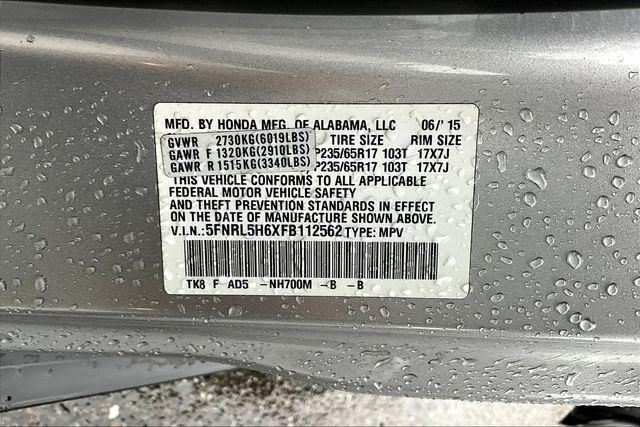 MFD. BY HONDA MFG. OF ALABAMA, LLC 06/'15
GVWR 2730KG(6019LBS) TIRE SIZE RIM SIZE
GAWR F 1320KG(2910LBS) P235/65R17 103T 17X7J
GAWR R 1515KG(3340LBS) P235/65R17 103T 17X7J
THIS VEHICLE CONFORMS TO ALL APPLICABLE
FEDERAL MOTOR VEHICLE SAFETY
AND THEFT PREVENTION STANDARDS IN EFFECT
ON THE DATE OF MANUFACTURE SHOWN ABOVE.
V.I.N.:5FNRL5H6XFB112562 TYPE: MPV
TK8 F AD5 -NH700M -B -B